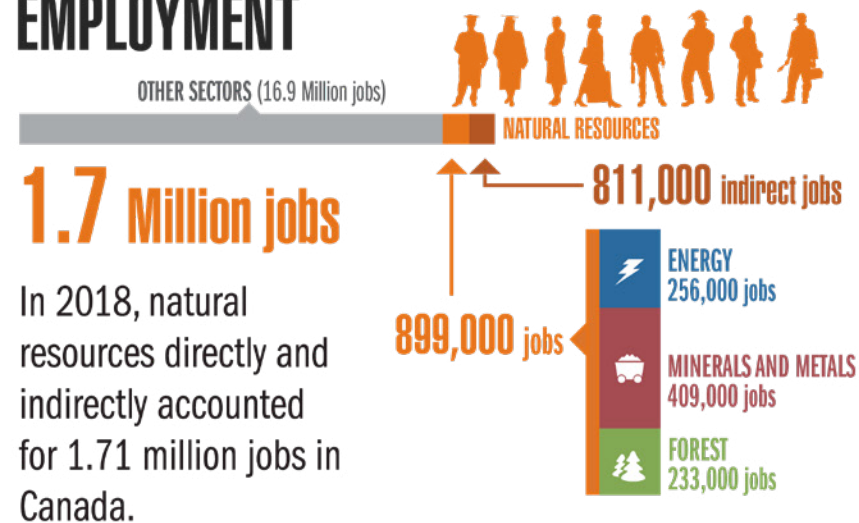 EMPLOYMENT
OTHER SECTORS (16.9 Million jobs)
NATURAL RESOURCES
1.7 Million jobs
811,000 indirect jobs
In 2018, natural
resources directly and
indirectly accounted
for 1.71 million jobs in
Canada.
899,000 jobs
ENERGY
256,000 jobs
MINERALS AND METALS
409,000 jobs
FOREST
233,000 jobs